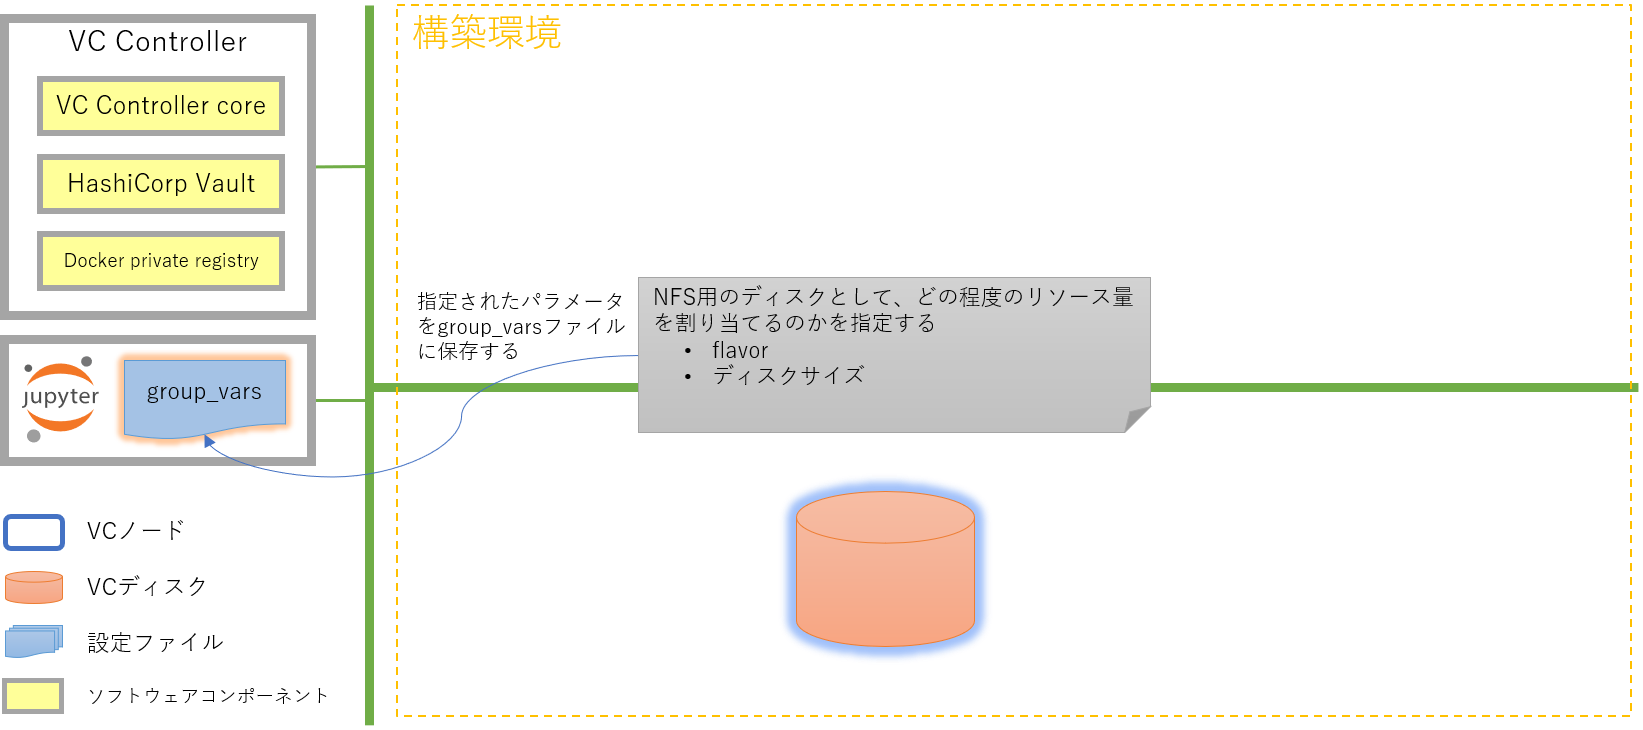 VC Controller
VC Controller core
HashiCorp Vault
Docker private registry
jupyter
group_vars
VCノード
VCディスク
設定ファイル
ソフトウェアコンポーネント
構築環境
指定されたパラメータ
をgroup_varsファイル
に保存する
NFS用のディスクとして、どの程度のリソース量
を割り当てるのかを指定する
• flavor
• ディスクサイズ